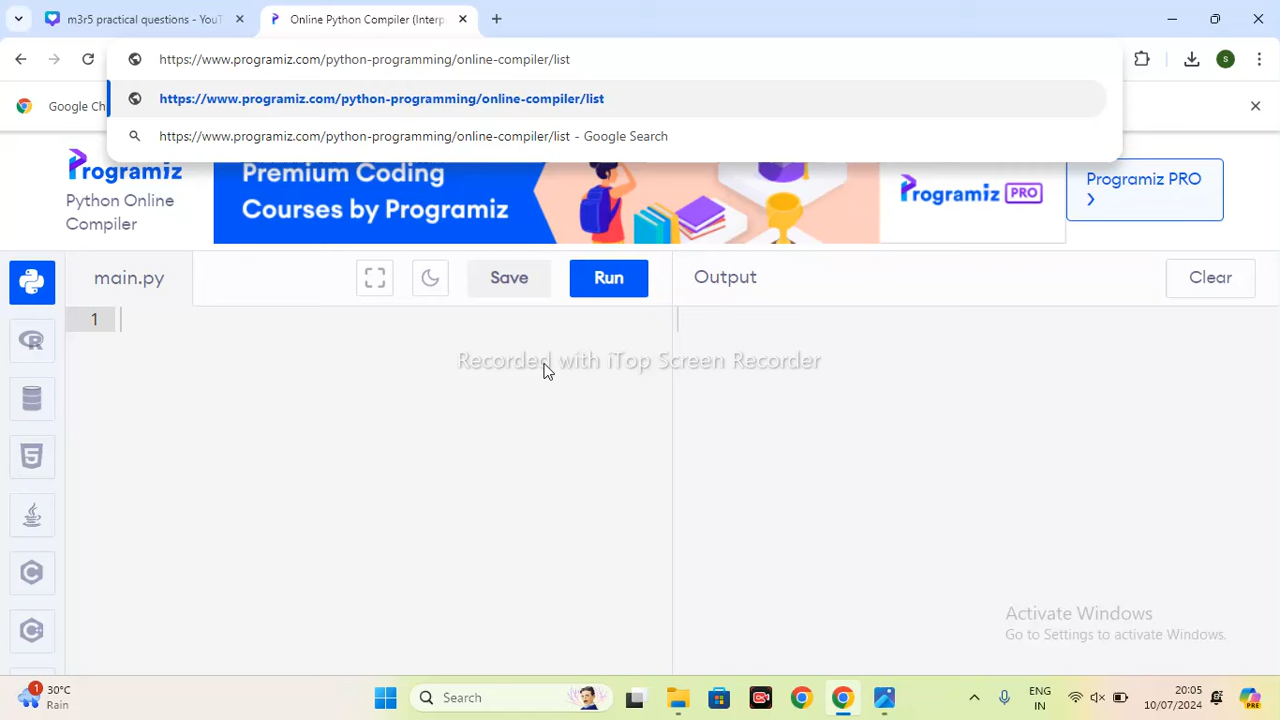 m3r5 practical questions - YouT
Online Python Compiler (Interp
https://www.programiz.com/python-programming/online-compiler/list
https://www.programiz.com/python-programming/online-compiler/list
https://www.programiz.com/python-programming/online-compiler/list - Google Search
S
Google Ch
Programiz
Python Online
Compiler
Premium Coding
Courses by Programiz
Programiz PRO
Programiz PRO
main.py
Save
Run
Output
Clear
1
Recorded with iTop Screen Recorder
Activate Windows
Go to Settings to activate Windows.
1
30°C
Rain
Search
ENG
IN
20:05
10/07/2024
PRE